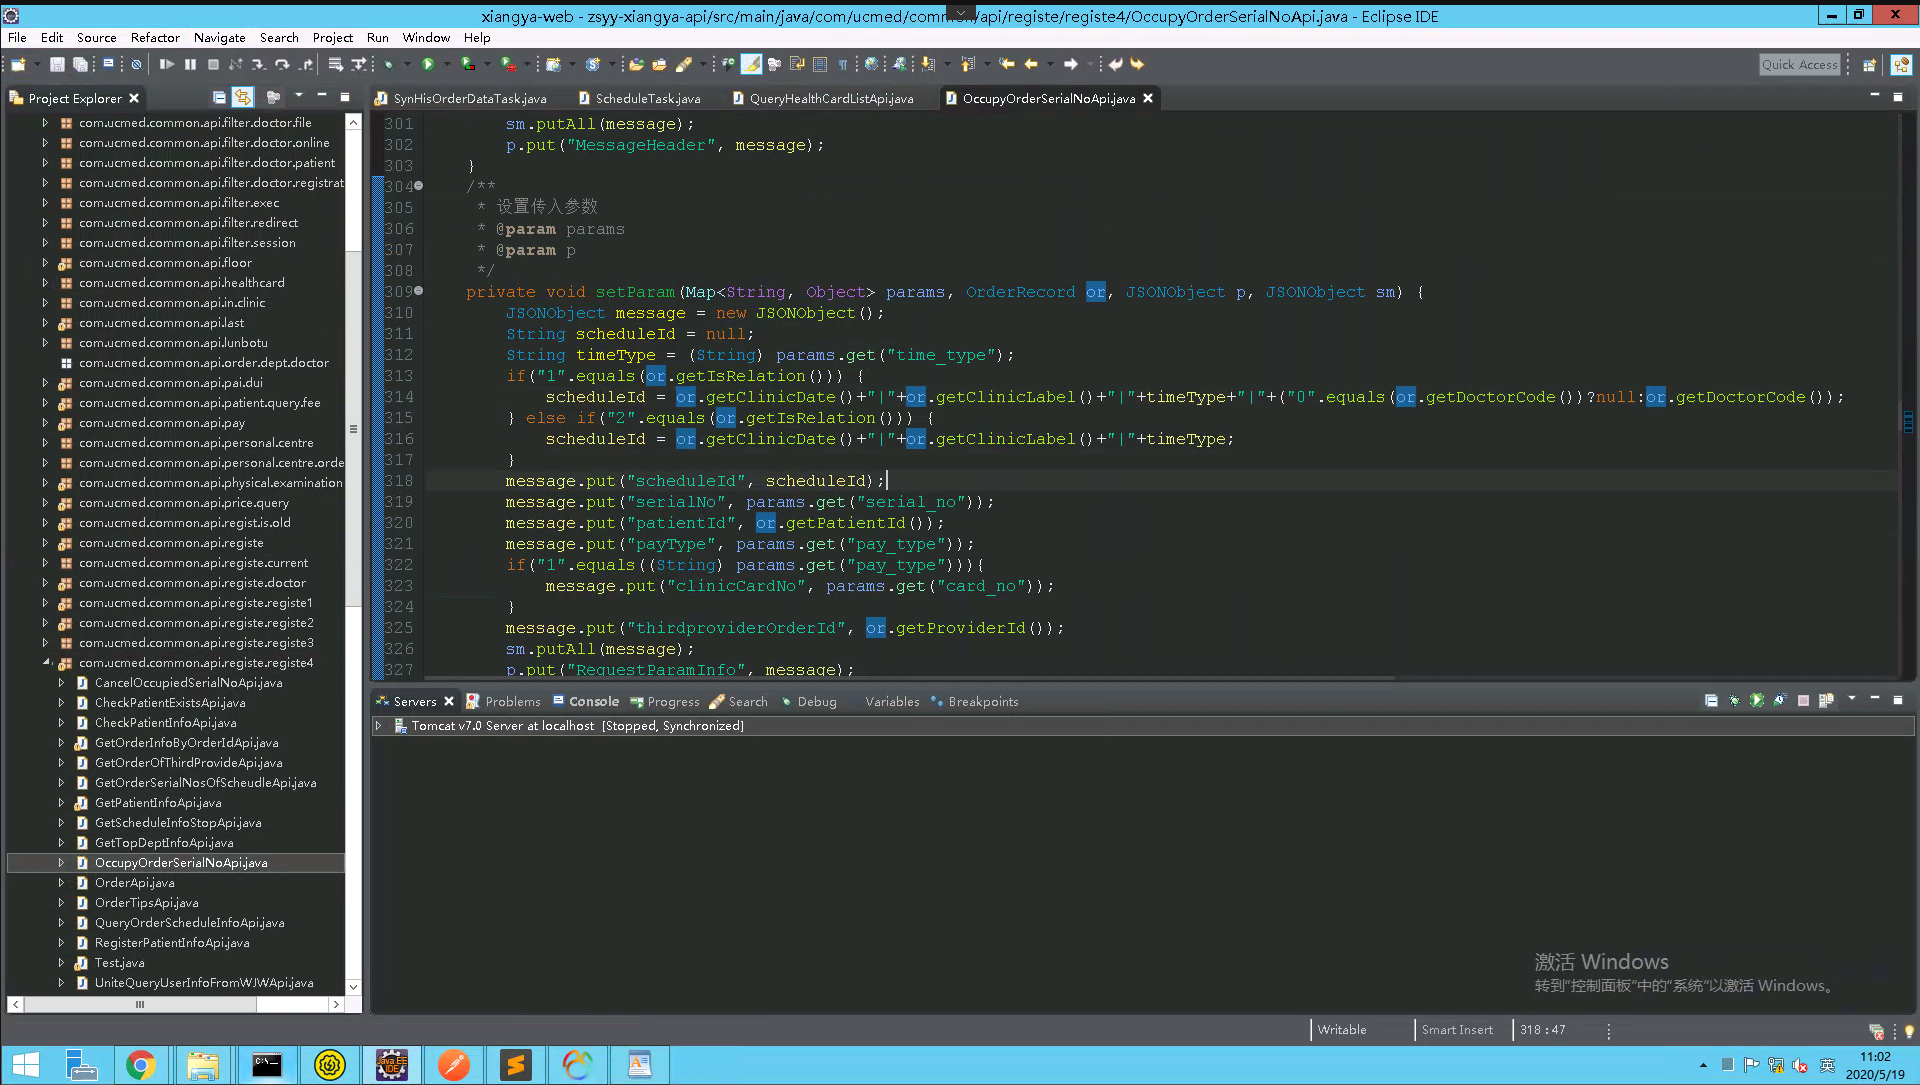 xiangya-web - zsyy-xiangya-api/src/main/java/com/ucmed/common/api/registe/registe4/OccupyOrderSerialNoApi.java - Eclipse IDE
File Edit Source Refactor Navigate Search Project Run Window Help
Quick Access
Project Explorer
SynHisOrderDataTask.java ScheduleTask.java QueryHealthCardListApi.java OccupyOrderSerialNoApi.java
com.ucmed.common.api.filter.doctor.file
com.ucmed.common.api.filter.doctor.online
com.ucmed.common.api.filter.doctor.patient
com.ucmed.common.api.filter.doctor.registrat
com.ucmed.common.api.filter.exec
com.ucmed.common.api.filter.redirect
com.ucmed.common.api.filter.session
com.ucmed.common.api.floor
com.ucmed.common.api.healthcard
com.ucmed.common.api.in.clinic
com.ucmed.common.api.last
com.ucmed.common.api.lunbotu
com.ucmed.common.api.order.dept.doctor
com.ucmed.common.api.pai.dui
com.ucmed.common.api.patient.query.fee
com.ucmed.common.api.pay
com.ucmed.common.api.personal.centre
com.ucmed.common.api.personal.centre.orde
com.ucmed.common.api.physical.examination
com.ucmed.common.api.price.query
com.ucmed.common.api.regist.is.old
com.ucmed.common.api.registe
com.ucmed.common.api.registe.current
com.ucmed.common.api.registe.doctor
com.ucmed.common.api.registe.registe1
com.ucmed.common.api.registe.registe2
com.ucmed.common.api.registe.registe3
com.ucmed.common.api.registe.registe4
CancelOccupiedSerialNoApi.java
CheckPatientExistsApi.java
CheckPatientInfoApi.java
GetOrderInfoByOrderIdApi.java
GetOrderOfThirdProvideApi.java
GetOrderSerialNosOfScheudleApi.java
GetPatientInfoApi.java
GetScheduleInfoStopApi.java
GetTopDeptInfoApi.java
OccupyOrderSerialNoApi.java
OrderApi.java
OrderTipsApi.java
QueryOrderScheduleInfoApi.java
RegisterPatientInfoApi.java
Test.java
UniteQueryUserInfoFromWJWApi.java
301 sm.putAll(message);
302 p.put("MessageHeader", message);
303 }
304 /**
305 * 设置传入参数
306 * @param params
307 * @param p
308 */
309 private void setParam(Map<String, Object> params, OrderRecord or, JSONObject p, JSONObject sm) {
310 JSONObject message = new JSONObject();
311 String scheduleId = null;
312 String timeType = (String) params.get("time_type");
313 if("1".equals(or.getIsRelation())) {
314 scheduleId = or.getClinicDate()+"|"+or.getClinicLabel()+"|"+timeType+"|"+("0".equals(or.getDoctorCode())?null:or.getDoctorCode());
315 } else if("2".equals(or.getIsRelation())) {
316 scheduleId = or.getClinicDate()+"|"+or.getClinicLabel()+"|"+timeType;
317 }
318 message.put("scheduleId", scheduleId);
319 message.put("serialNo", params.get("serial_no"));
320 message.put("patientId", or.getPatientId());
321 message.put("payType", params.get("pay_type"));
322 if("1".equals((String) params.get("pay_type"))){
323 message.put("clinicCardNo", params.get("card_no"));
324 }
325 message.put("thirdproviderOrderId", or.getProviderId());
326 sm.putAll(message);
327 p.put("RequestParamInfo", message);
Servers Problems Console Progress Search Debug Variables Breakpoints
Tomcat v7.0 Server at localhost [Stopped, Synchronized]
激活 Windows
转到"控制面板"中的"系统"以激活 Windows。
Writable Smart Insert 318 : 47
英
11:02
2020/5/19